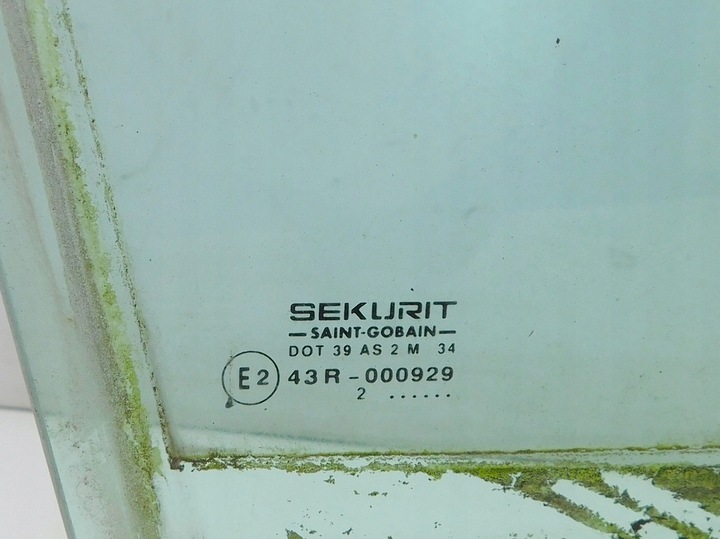 SEKURIT
SAINT-GOBAIN
DOT 39 AS 2 M 34
E2 43R-000929
2 ......